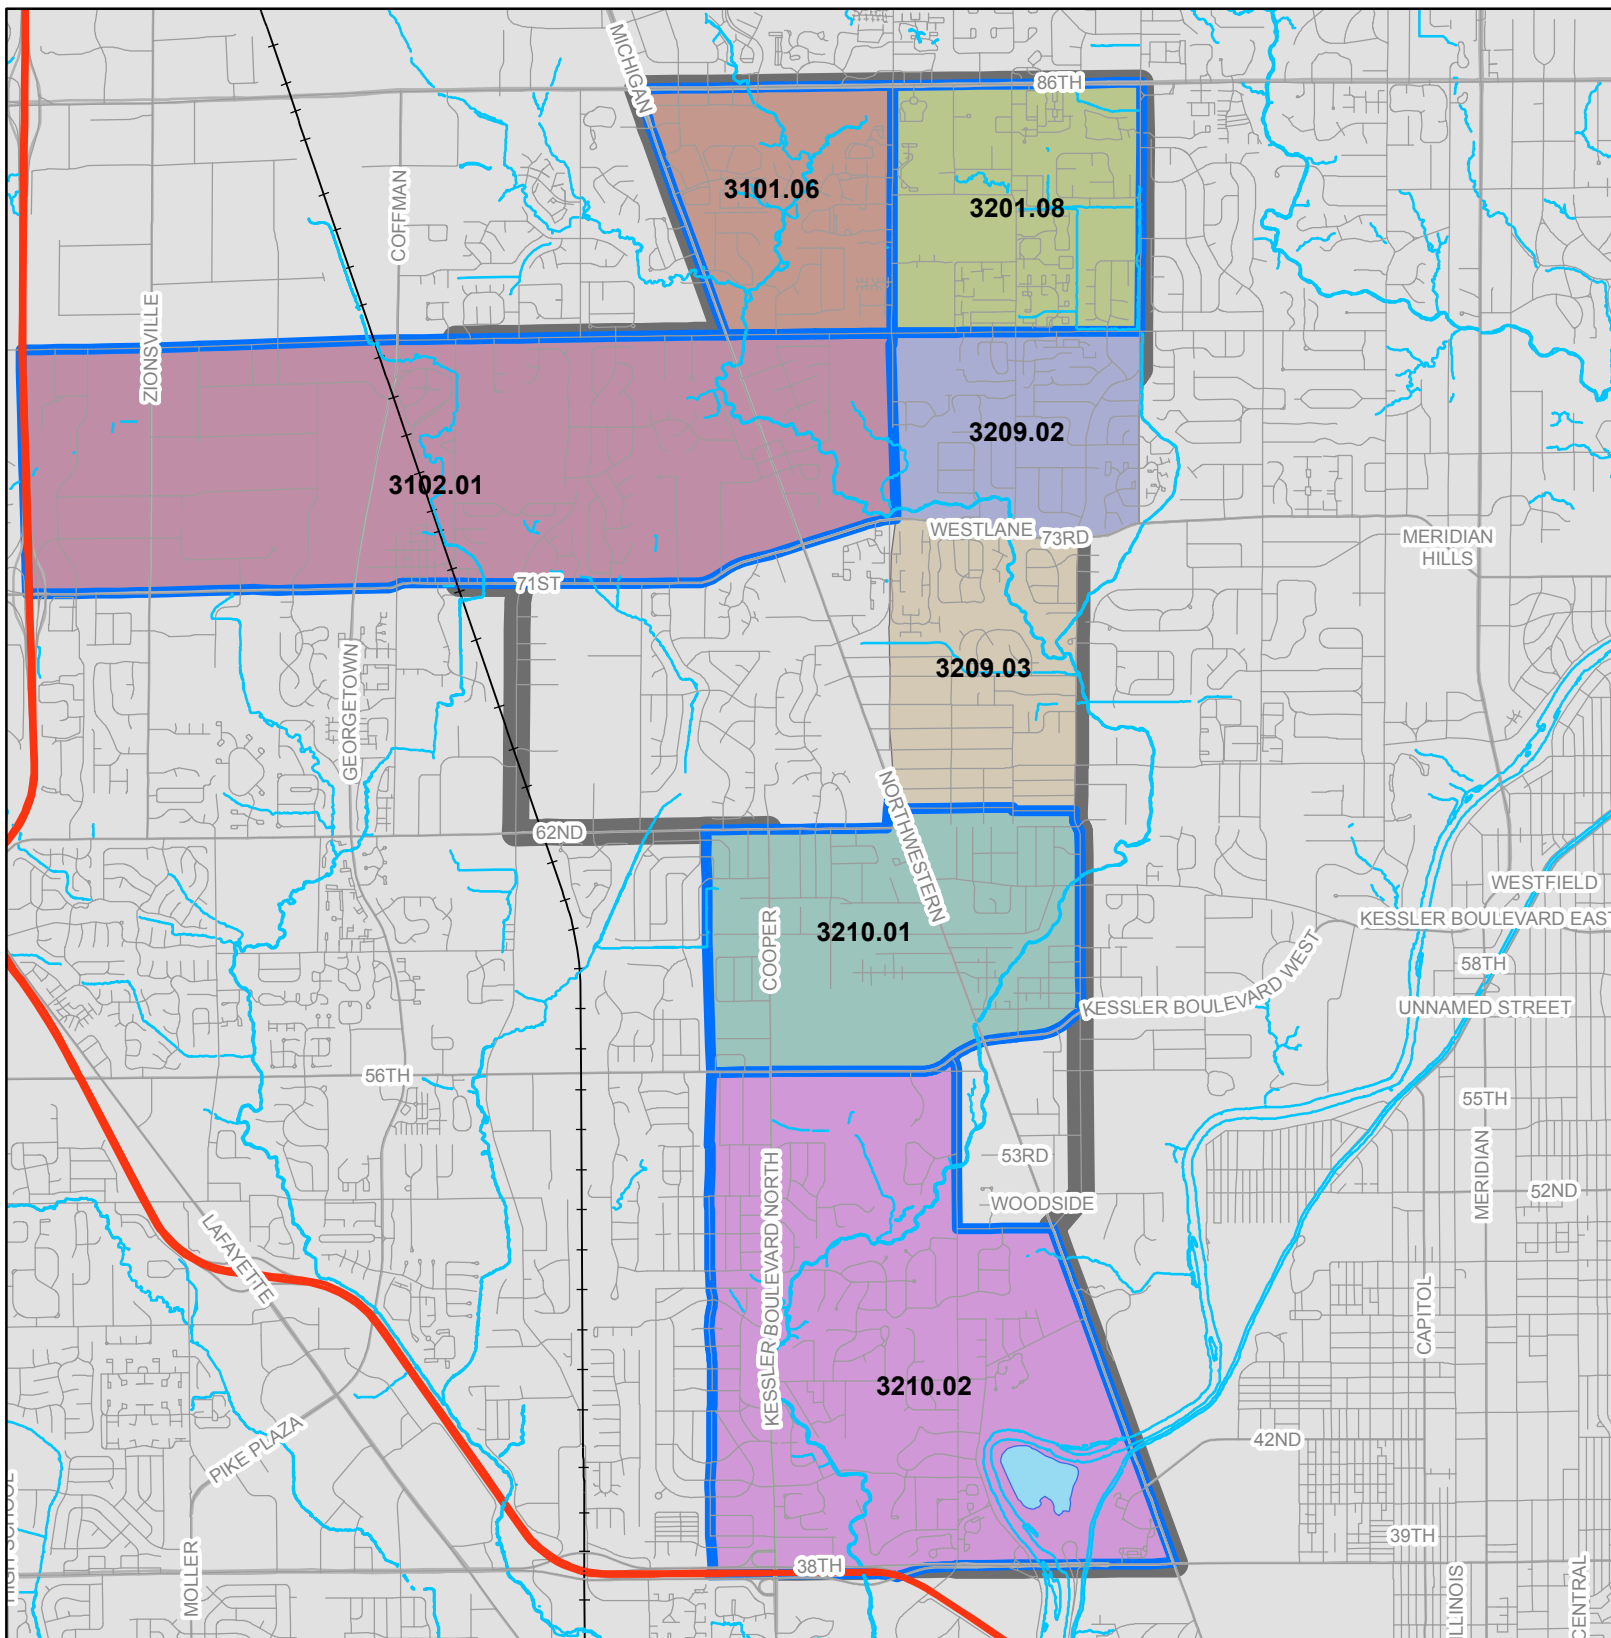 MICHIGAN
86TH
3101.06
3201.08
COFFMAN
ZIONSVILLE
3209.02
3102.01
WESTLANE
73RD
MERIDIAN
HILLS
71ST
3209.03
GEORGETOWN
NORTHWESTERN
62ND
WESTFIELD
KESSLER BOULEVARD EAST
COOPER
3210.01
KESSLER BOULEVARD WEST
58TH
UNNAMED STREET
56TH
55TH
53RD
MERIDIAN
52ND
WOODSIDE
KESSLER BOULEVARD NORTH
LAFAYETTE
CAPITOL
3210.02
PIKE PLAZA
42ND
HIGH SCHOOL
39TH
MOLLER
38TH
ILLINOIS
CENTRAL